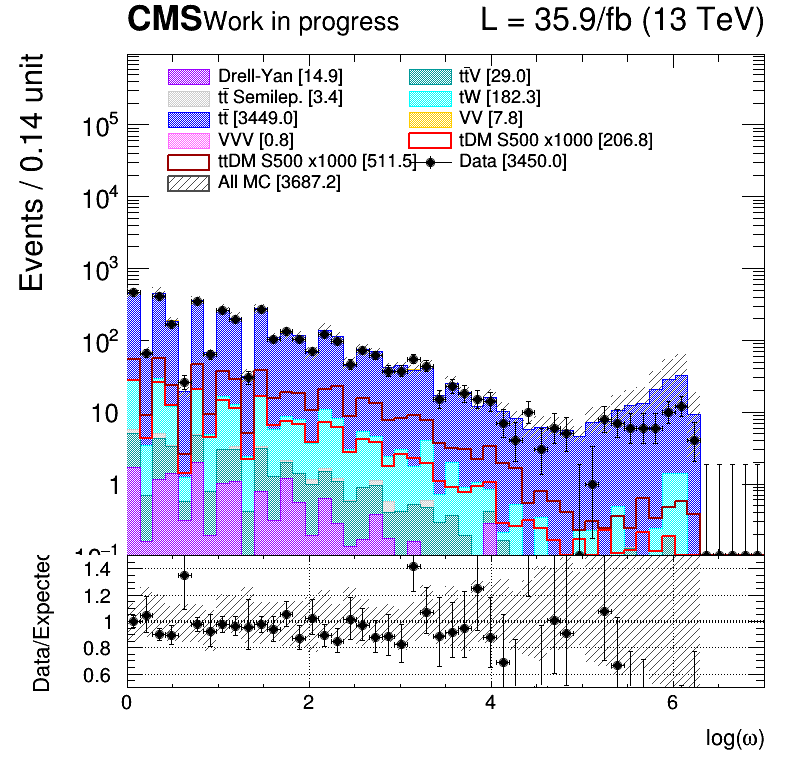 CMS Work in progress L = 35.9/fb (13 TeV)
Events / 0.14 unit
Drell-Yan [14.9] tt̄V [29.0]
tt̄ Semilep. [3.4] tW [182.3]
tt̄ [3449.0] VV [7.8]
VVV [0.8] tDM S500 x1000 [206.8]
ttDM S500 x1000 [511.5] Data [3450.0]
All MC [3687.2]
10⁵
10⁴
10³
10²
10
1
10⁻¹
Data/Expected
1.4
1.2
1
0.8
0.6
0 2 4 6
log(ω)